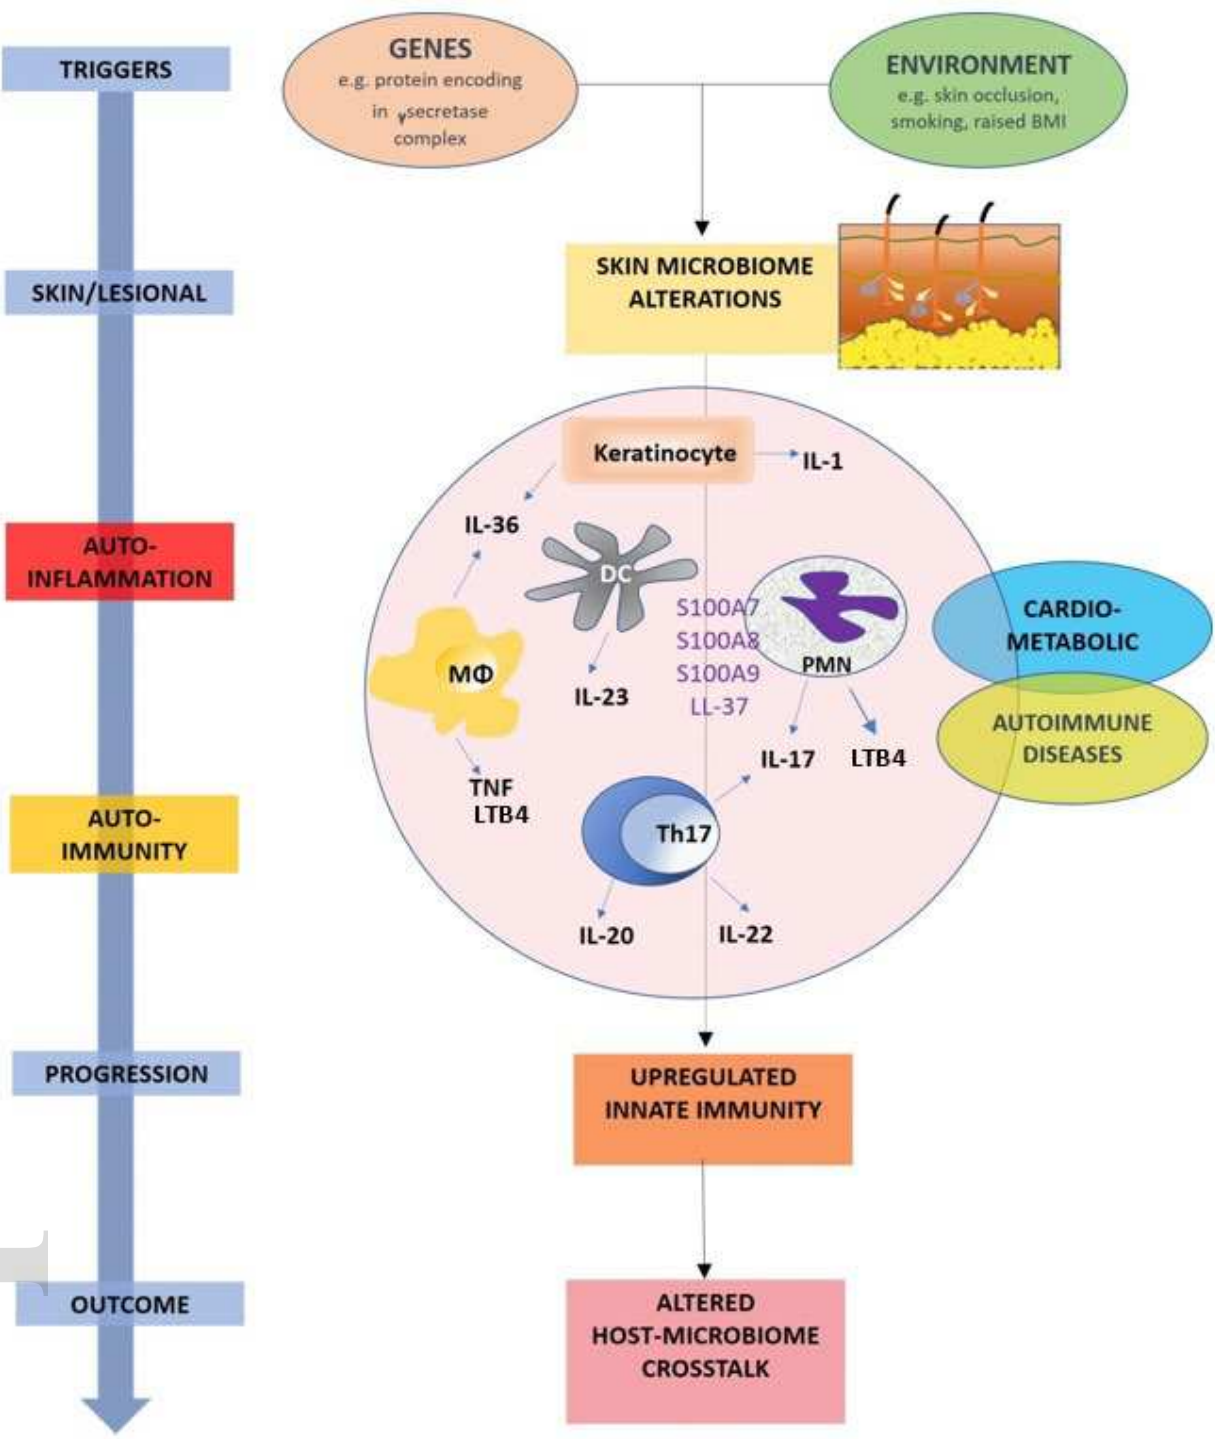 TRIGGERS
SKIN/LESIONAL
AUTO-
INFLAMMATION
AUTO-
IMMUNITY
PROGRESSION
OUTCOME
GENES
e.g. protein encoding
in γsecretase
complex
ENVIRONMENT
e.g. skin occlusion,
smoking, raised BMI
SKIN MICROBIOME
ALTERATIONS
Keratinocyte
IL-1
IL-36
DC
IL-23
MΦ
TNF
LTB4
S100A7
S100A8
S100A9
LL-37
PMN
IL-17
LTB4
Th17
IL-20
IL-22
CARDIO-
METABOLIC
AUTOIMMUNE
DISEASES
UPREGULATED
INNATE IMMUNITY
ALTERED
HOST-MICROBIOME
CROSSTALK